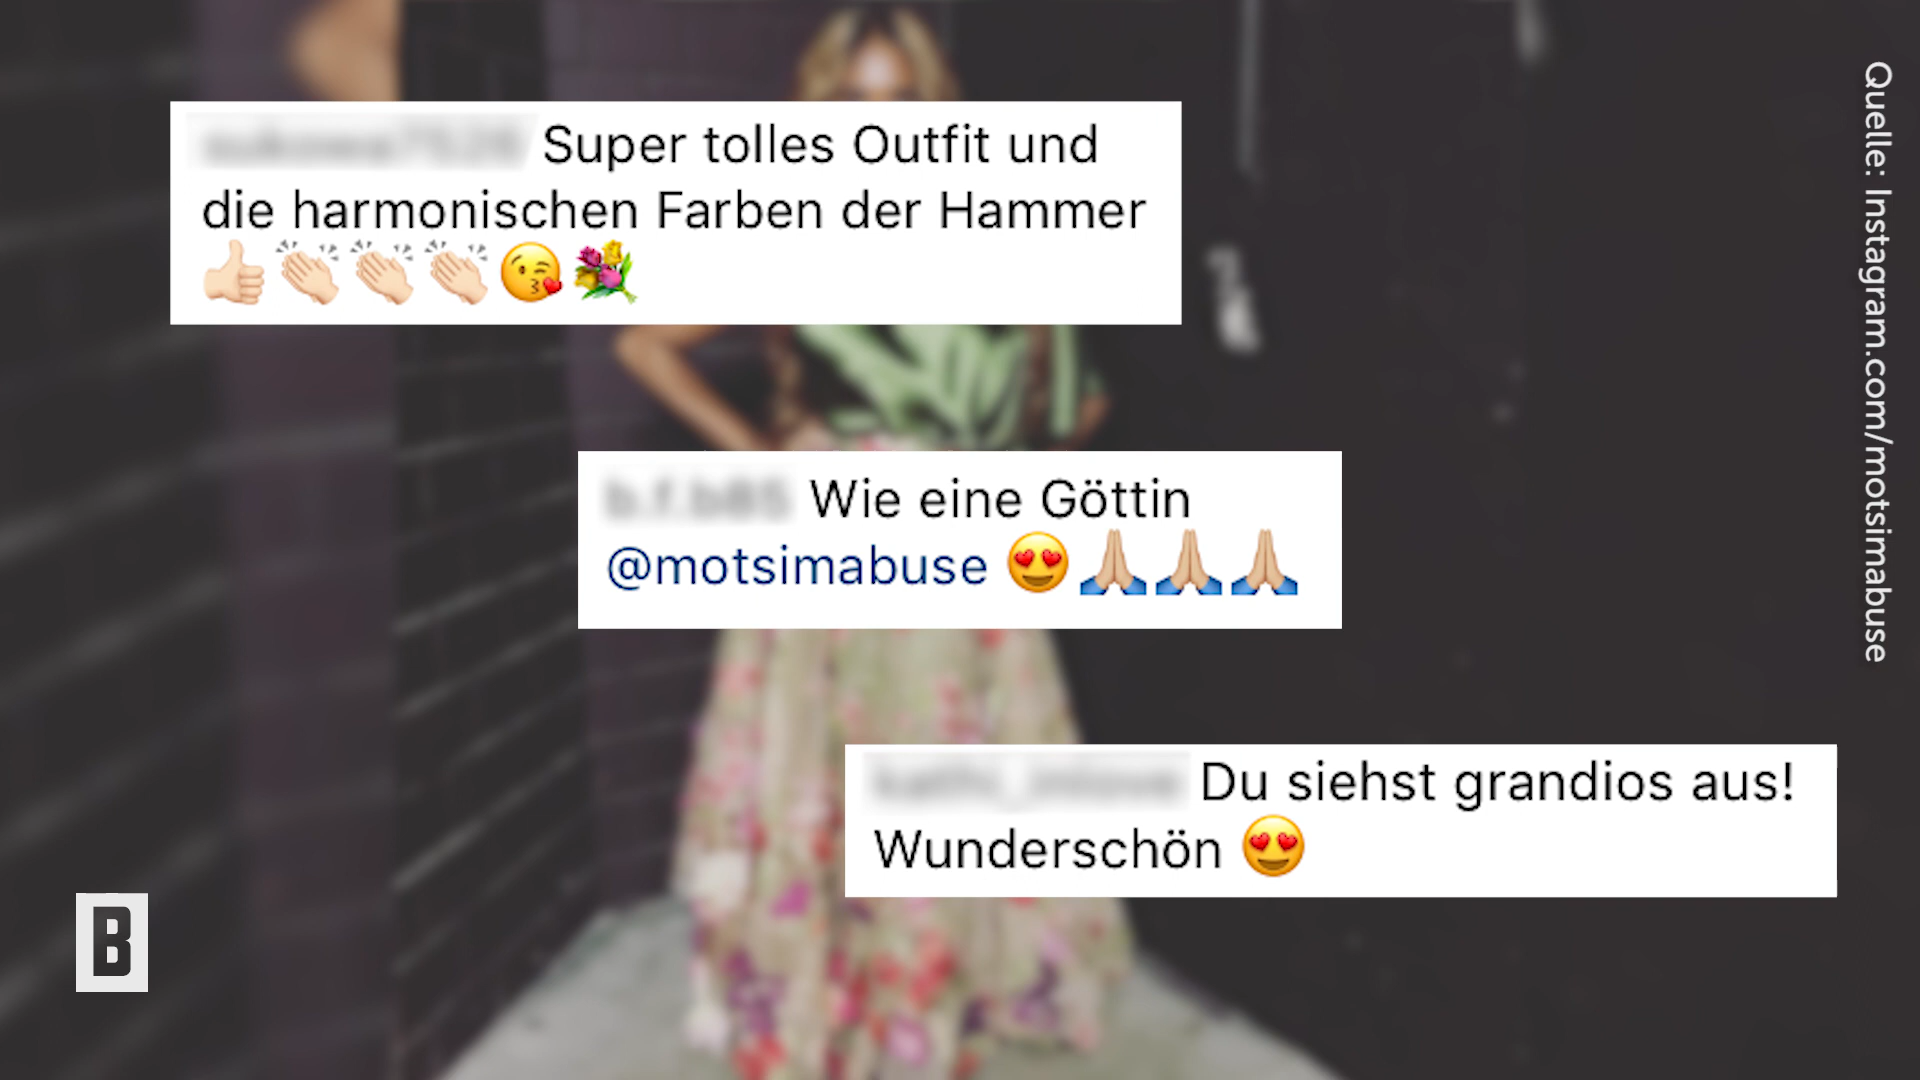 Super tolles Outfit und
die harmonischen Farben der Hammer
👍🏻👏🏻👏🏻👏🏻😘💐
Wie eine Göttin
@motsimabuse 😍🙏🏼🙏🏼🙏🏼
Du siehst grandios aus!
Wunderschön 😍
Quelle: Instagram.com/motsimabuse
B